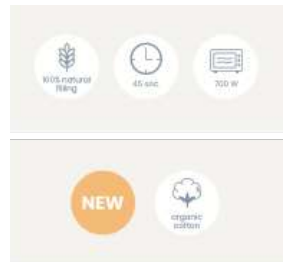 100% natural
filling
45 sec
700 W
NEW
organic
cotton